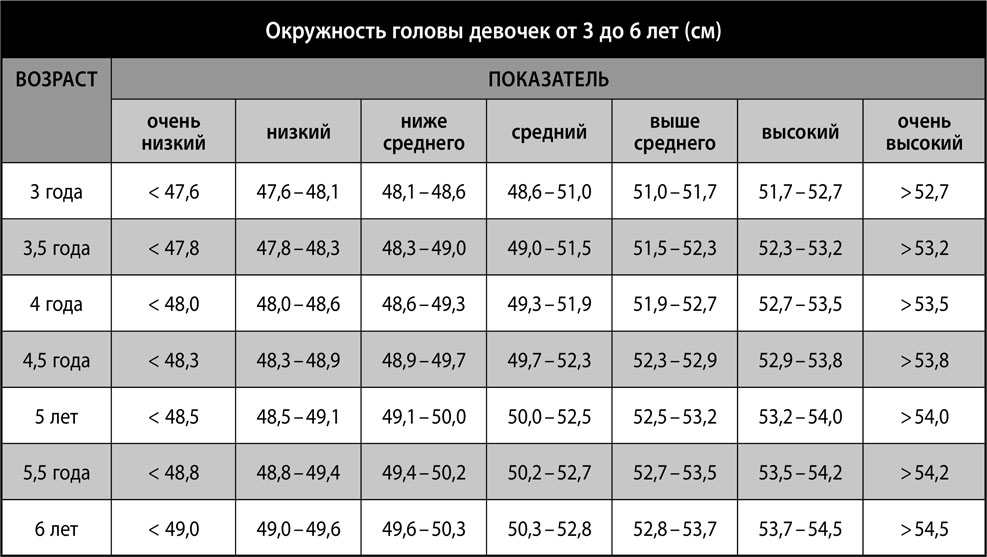 Окружность головы девочек от 3 до 6 лет (см)
ВОЗРАСТ ПОКАЗАТЕЛЬ
очень низкий низкий ниже среднего средний выше среднего высокий очень высокий
3 года < 47,6 47,6–48,1 48,1–48,6 48,6–51,0 51,0–51,7 51,7–52,7 >52,7
3,5 года < 47,8 47,8–48,3 48,3–49,0 49,0–51,5 51,5–52,3 52,3–53,2 >53,2
4 года < 48,0 48,0–48,6 48,6–49,3 49,3–51,9 51,9–52,7 52,7–53,5 >53,5
4,5 года < 48,3 48,3–48,9 48,9–49,7 49,7–52,3 52,3–52,9 52,9–53,8 >53,8
5 лет < 48,5 48,5–49,1 49,1–50,0 50,0–52,5 52,5–53,2 53,2–54,0 >54,0
5,5 года < 48,8 48,8–49,4 49,4–50,2 50,2–52,7 52,7–53,5 53,5–54,2 >54,2
6 лет < 49,0 49,0–49,6 49,6–50,3 50,3–52,8 52,8–53,7 53,7–54,5 >54,5